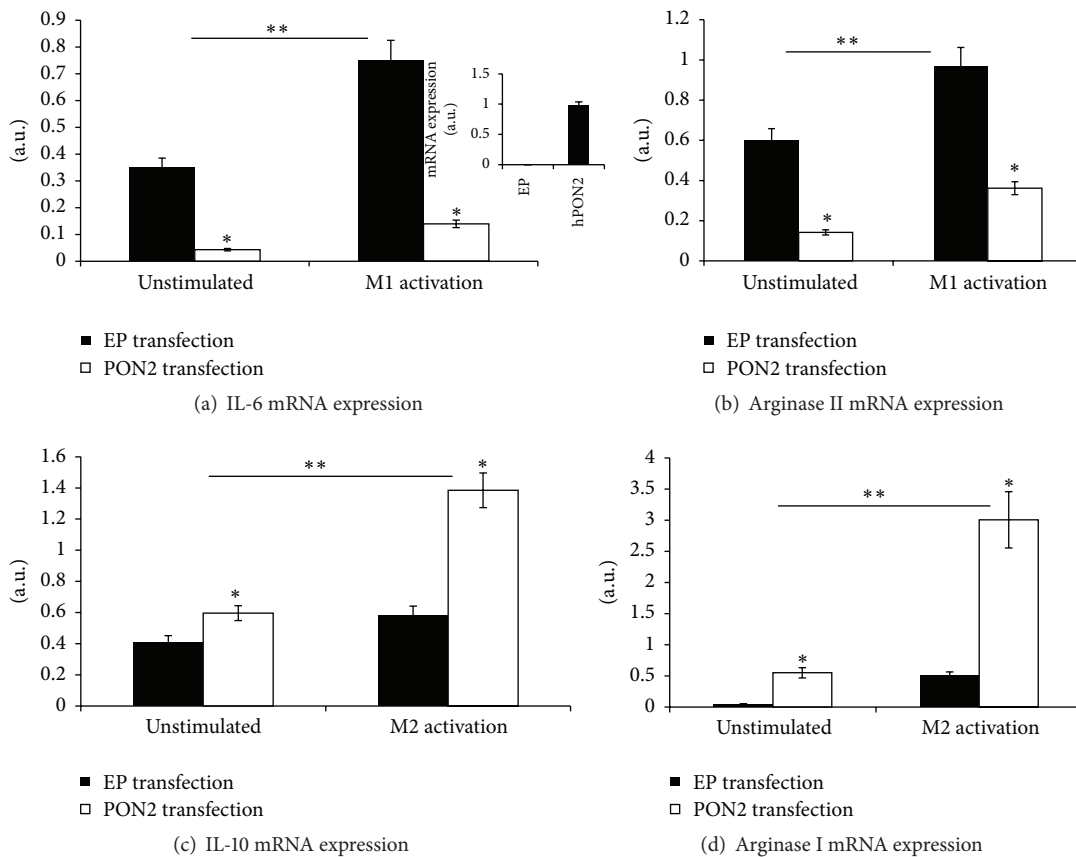 0.9
0.8
0.7
0.6
0.5
0.4
0.3
0.2
0.1
0
(a.u.)
**
*
*
Unstimulated
M1 activation
mRNA expression
(a.u.)
1.5
1
0.5
0
EP
hPON2
EP transfection
PON2 transfection
(a) IL-6 mRNA expression
1.2
1
0.8
0.6
0.4
0.2
0
(a.u.)
**
*
*
Unstimulated
M1 activation
EP transfection
PON2 transfection
(b) Arginase II mRNA expression
1.6
1.4
1.2
1
0.8
0.6
0.4
0.2
0
(a.u.)
**
*
*
Unstimulated
M2 activation
EP transfection
PON2 transfection
(c) IL-10 mRNA expression
4
3.5
3
2.5
2
1.5
1
0.5
0
(a.u.)
**
*
*
Unstimulated
M2 activation
EP transfection
PON2 transfection
(d) Arginase I mRNA expression